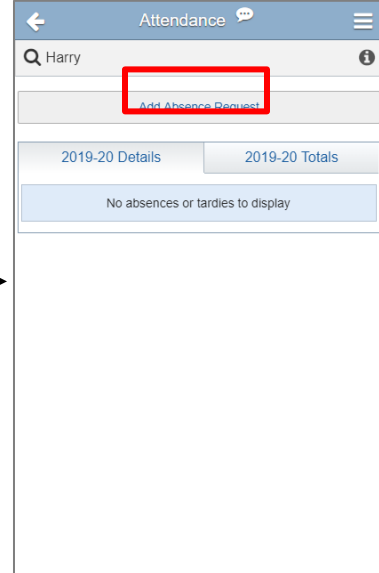 Attendance
Harry
Add Absence Request
2019-20 Details 2019-20 Totals
No absences or tardies to display